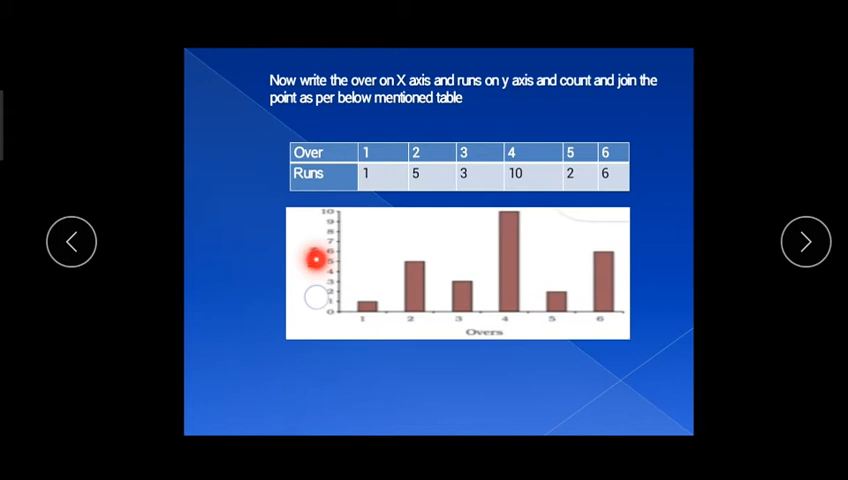 Now write the over on X axis and runs on y axis and count and join the
point as per below mentioned table
Over 1 2 3 4 5 6
Runs 1 5 3 10 2 6
10
9
8
7
6
5
4
3
2
1
0
1 2 3 4 5 6
Overs